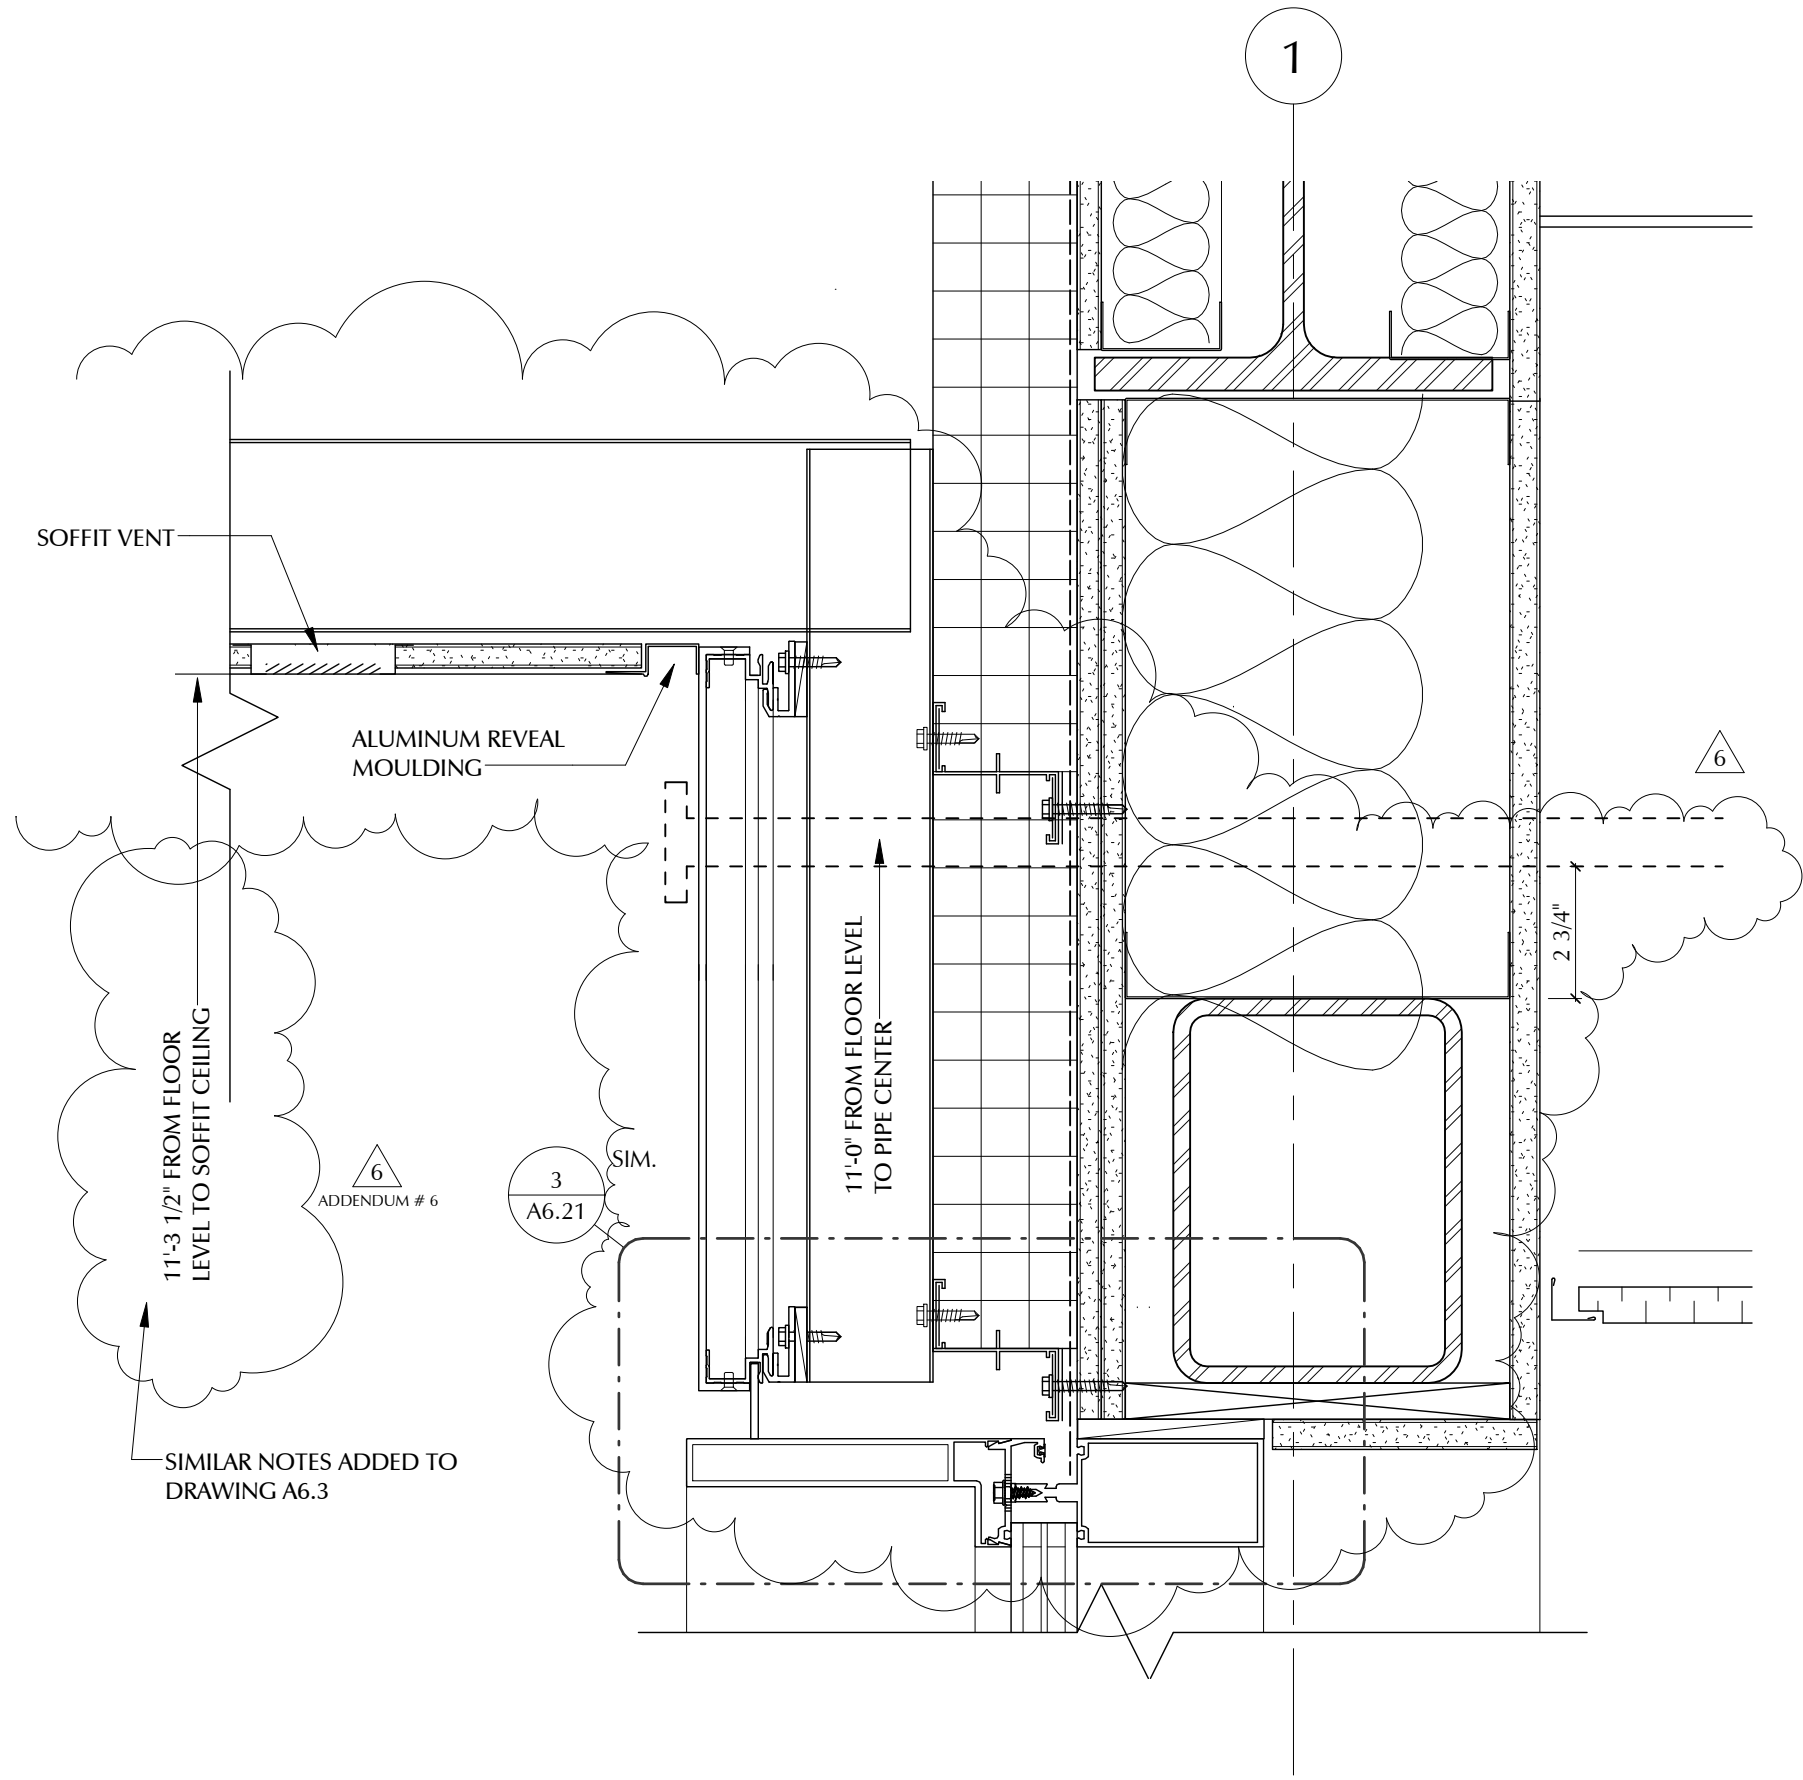 1
SOFFIT VENT
ALUMINUM REVEAL
MOULDING
6
2 3/4"
11'-0" FROM FLOOR LEVEL
TO PIPE CENTER
11'-3 1/2" FROM FLOOR
LEVEL TO SOFFIT CEILING
6
ADDENDUM # 6
3
A6.21
SIM.
SIMILAR NOTES ADDED TO
DRAWING A6.3